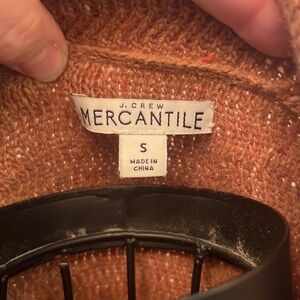 J. CREW
MERCANTILE
S
MADE IN
CHINA